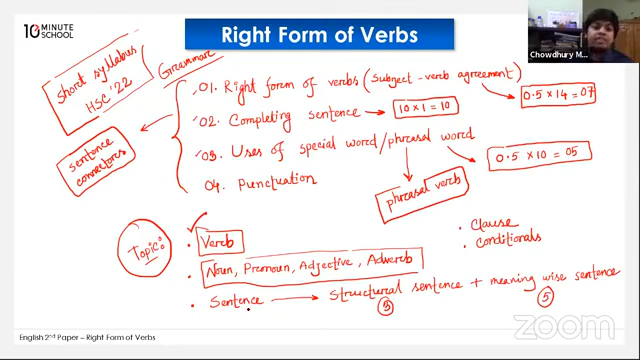 10 MINUTE SCHOOL
Right Form of Verbs
Chowdhury M...
Short syllabus
HSC '22
Grammar
01. Right form of verbs (subject-verb agreement)
0.5 × 14 = 07
02. Completing sentence → 10 × 1 = 10
sentence connectors
03. Uses of special word/phrasal word
0.5 × 10 = 05
04. Punctuation
phrasal verb
Topic:
• Verb
• Clause
• Conditionals
• Noun, Pronoun, Adjective, Adverb
• Sentence → Structural sentence + meaning wise sentence
5
zoom
English 2nd Paper – Right Form of Verbs